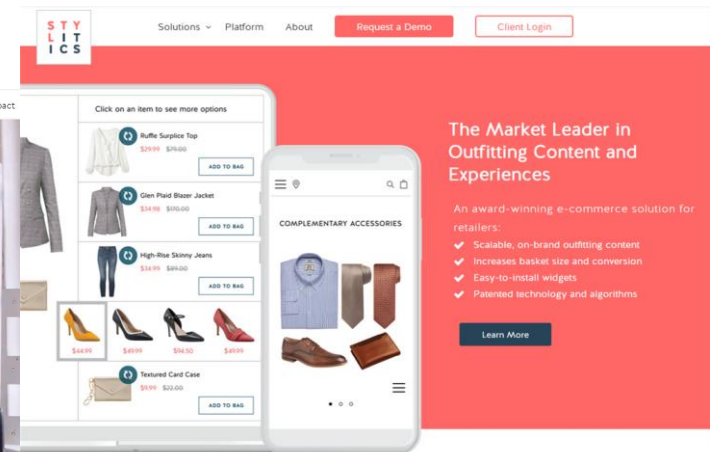 STY
LIT
ICS
Solutions
Platform
About
Request a Demo
Client Login
pact
Click on an item to see more options
Ruffle Surplice Top
$29.99 $79.00
ADD TO BAG
Glen Plaid Blazer Jacket
$34.98 $170.00
ADD TO BAG
High-Rise Skinny Jeans
$34.99 $89.00
ADD TO BAG
$44.99
$49.99
$94.50
$49.99
Textured Card Case
$9.99 $22.00
ADD TO BAG
COMPLEMENTARY ACCESSORIES
The Market Leader in
Outfitting Content and
Experiences
An award-winning e-commerce solution for
retailers:
Scalable, on-brand outfitting content
Increases basket size and conversion
Easy-to-install widgets
Patented technology and algorithms
Learn More